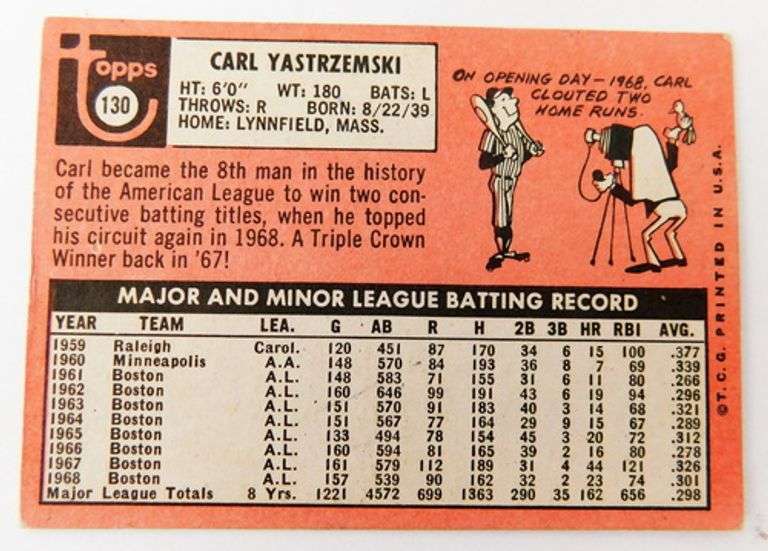 Topps
130
CARL YASTRZEMSKI
HT: 6'0" WT: 180 BATS: L
THROWS: R BORN: 8/22/39
HOME: LYNNFIELD, MASS.
ON OPENING DAY—1968, CARL
CLOUTED TWO
HOME RUNS.
Carl became the 8th man in the history
of the American League to win two con-
secutive batting titles, when he topped
his circuit again in 1968. A Triple Crown
Winner back in '67!
MAJOR AND MINOR LEAGUE BATTING RECORD
YEAR TEAM LEA. G AB R H 2B 3B HR RBI AVG.
1959 Raleigh Carol. 120 451 87 170 34 6 15 100 .377
1960 Minneapolis A.A. 148 570 84 193 36 8 7 69 .339
1961 Boston A.L. 148 583 71 155 31 6 11 80 .266
1962 Boston A.L. 160 646 99 191 43 6 19 94 .296
1963 Boston A.L. 151 570 91 183 40 3 14 68 .321
1964 Boston A.L. 151 567 77 164 29 9 15 67 .289
1965 Boston A.L. 133 494 78 154 45 3 20 72 .312
1966 Boston A.L. 160 594 81 165 39 2 16 80 .278
1967 Boston A.L. 161 579 112 189 31 4 44 121 .326
1968 Boston A.L. 157 539 90 162 32 2 23 74 .301
Major League Totals 8 Yrs. 1221 4572 699 1363 290 35 162 656 .298
©T.C.G. PRINTED IN U.S.A.